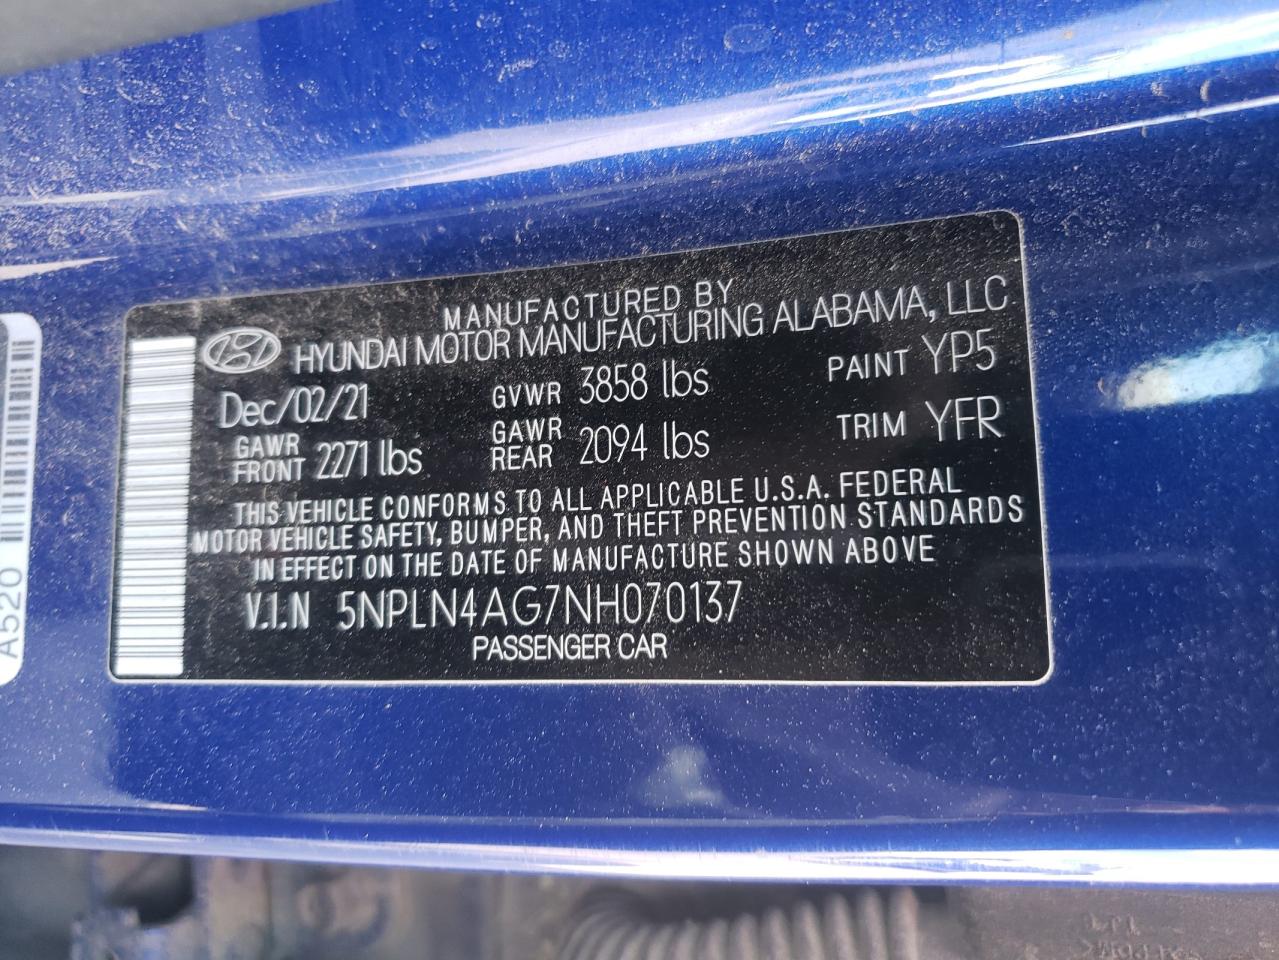 MANUFACTURED BY
HYUNDAI MOTOR MANUFACTURING ALABAMA, LLC
Dec/02/21 GVWR 3858 lbs PAINT YP5
GAWR FRONT 2271 lbs GAWR REAR 2094 lbs TRIM YFR
THIS VEHICLE CONFORMS TO ALL APPLICABLE U.S.A. FEDERAL
MOTOR VEHICLE SAFETY, BUMPER, AND THEFT PREVENTION STANDARDS
IN EFFECT ON THE DATE OF MANUFACTURE SHOWN ABOVE
V.I.N 5NPLN4AG7NH070137
PASSENGER CAR
A520